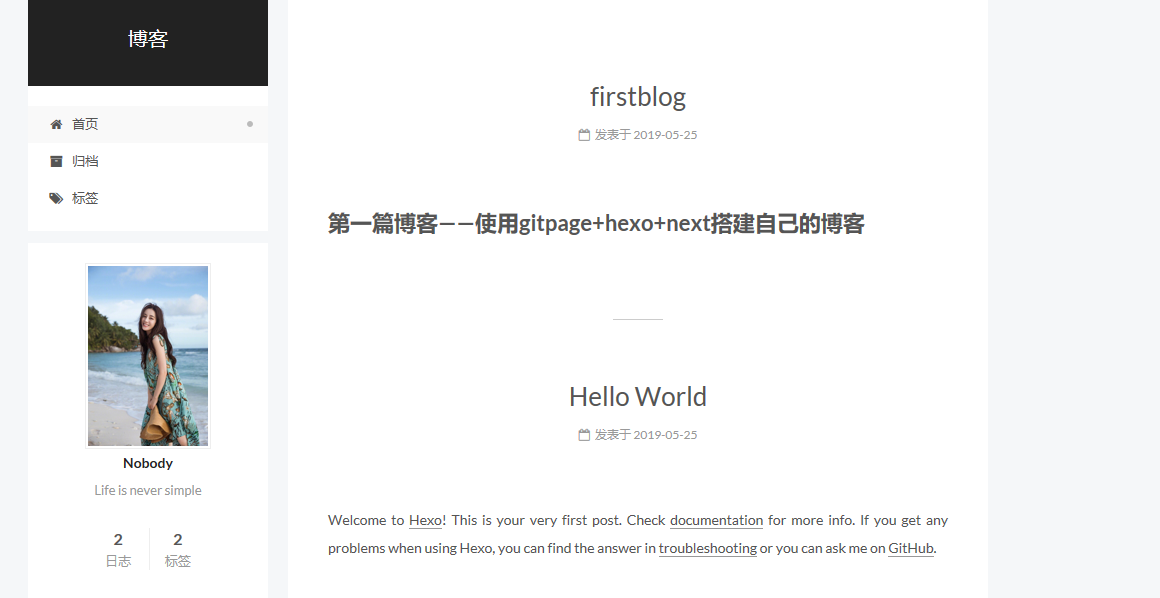 博客
首页
归档
标签
Nobody
Life is never simple
2
日志
2
标签
firstblog
发表于 2019-05-25
第一篇博客——使用gitpage+hexo+next搭建自己的博客
Hello World
发表于 2019-05-25
Welcome to Hexo! This is your very first post. Check documentation for more info. If you get any
problems when using Hexo, you can find the answer in troubleshooting or you can ask me on GitHub.